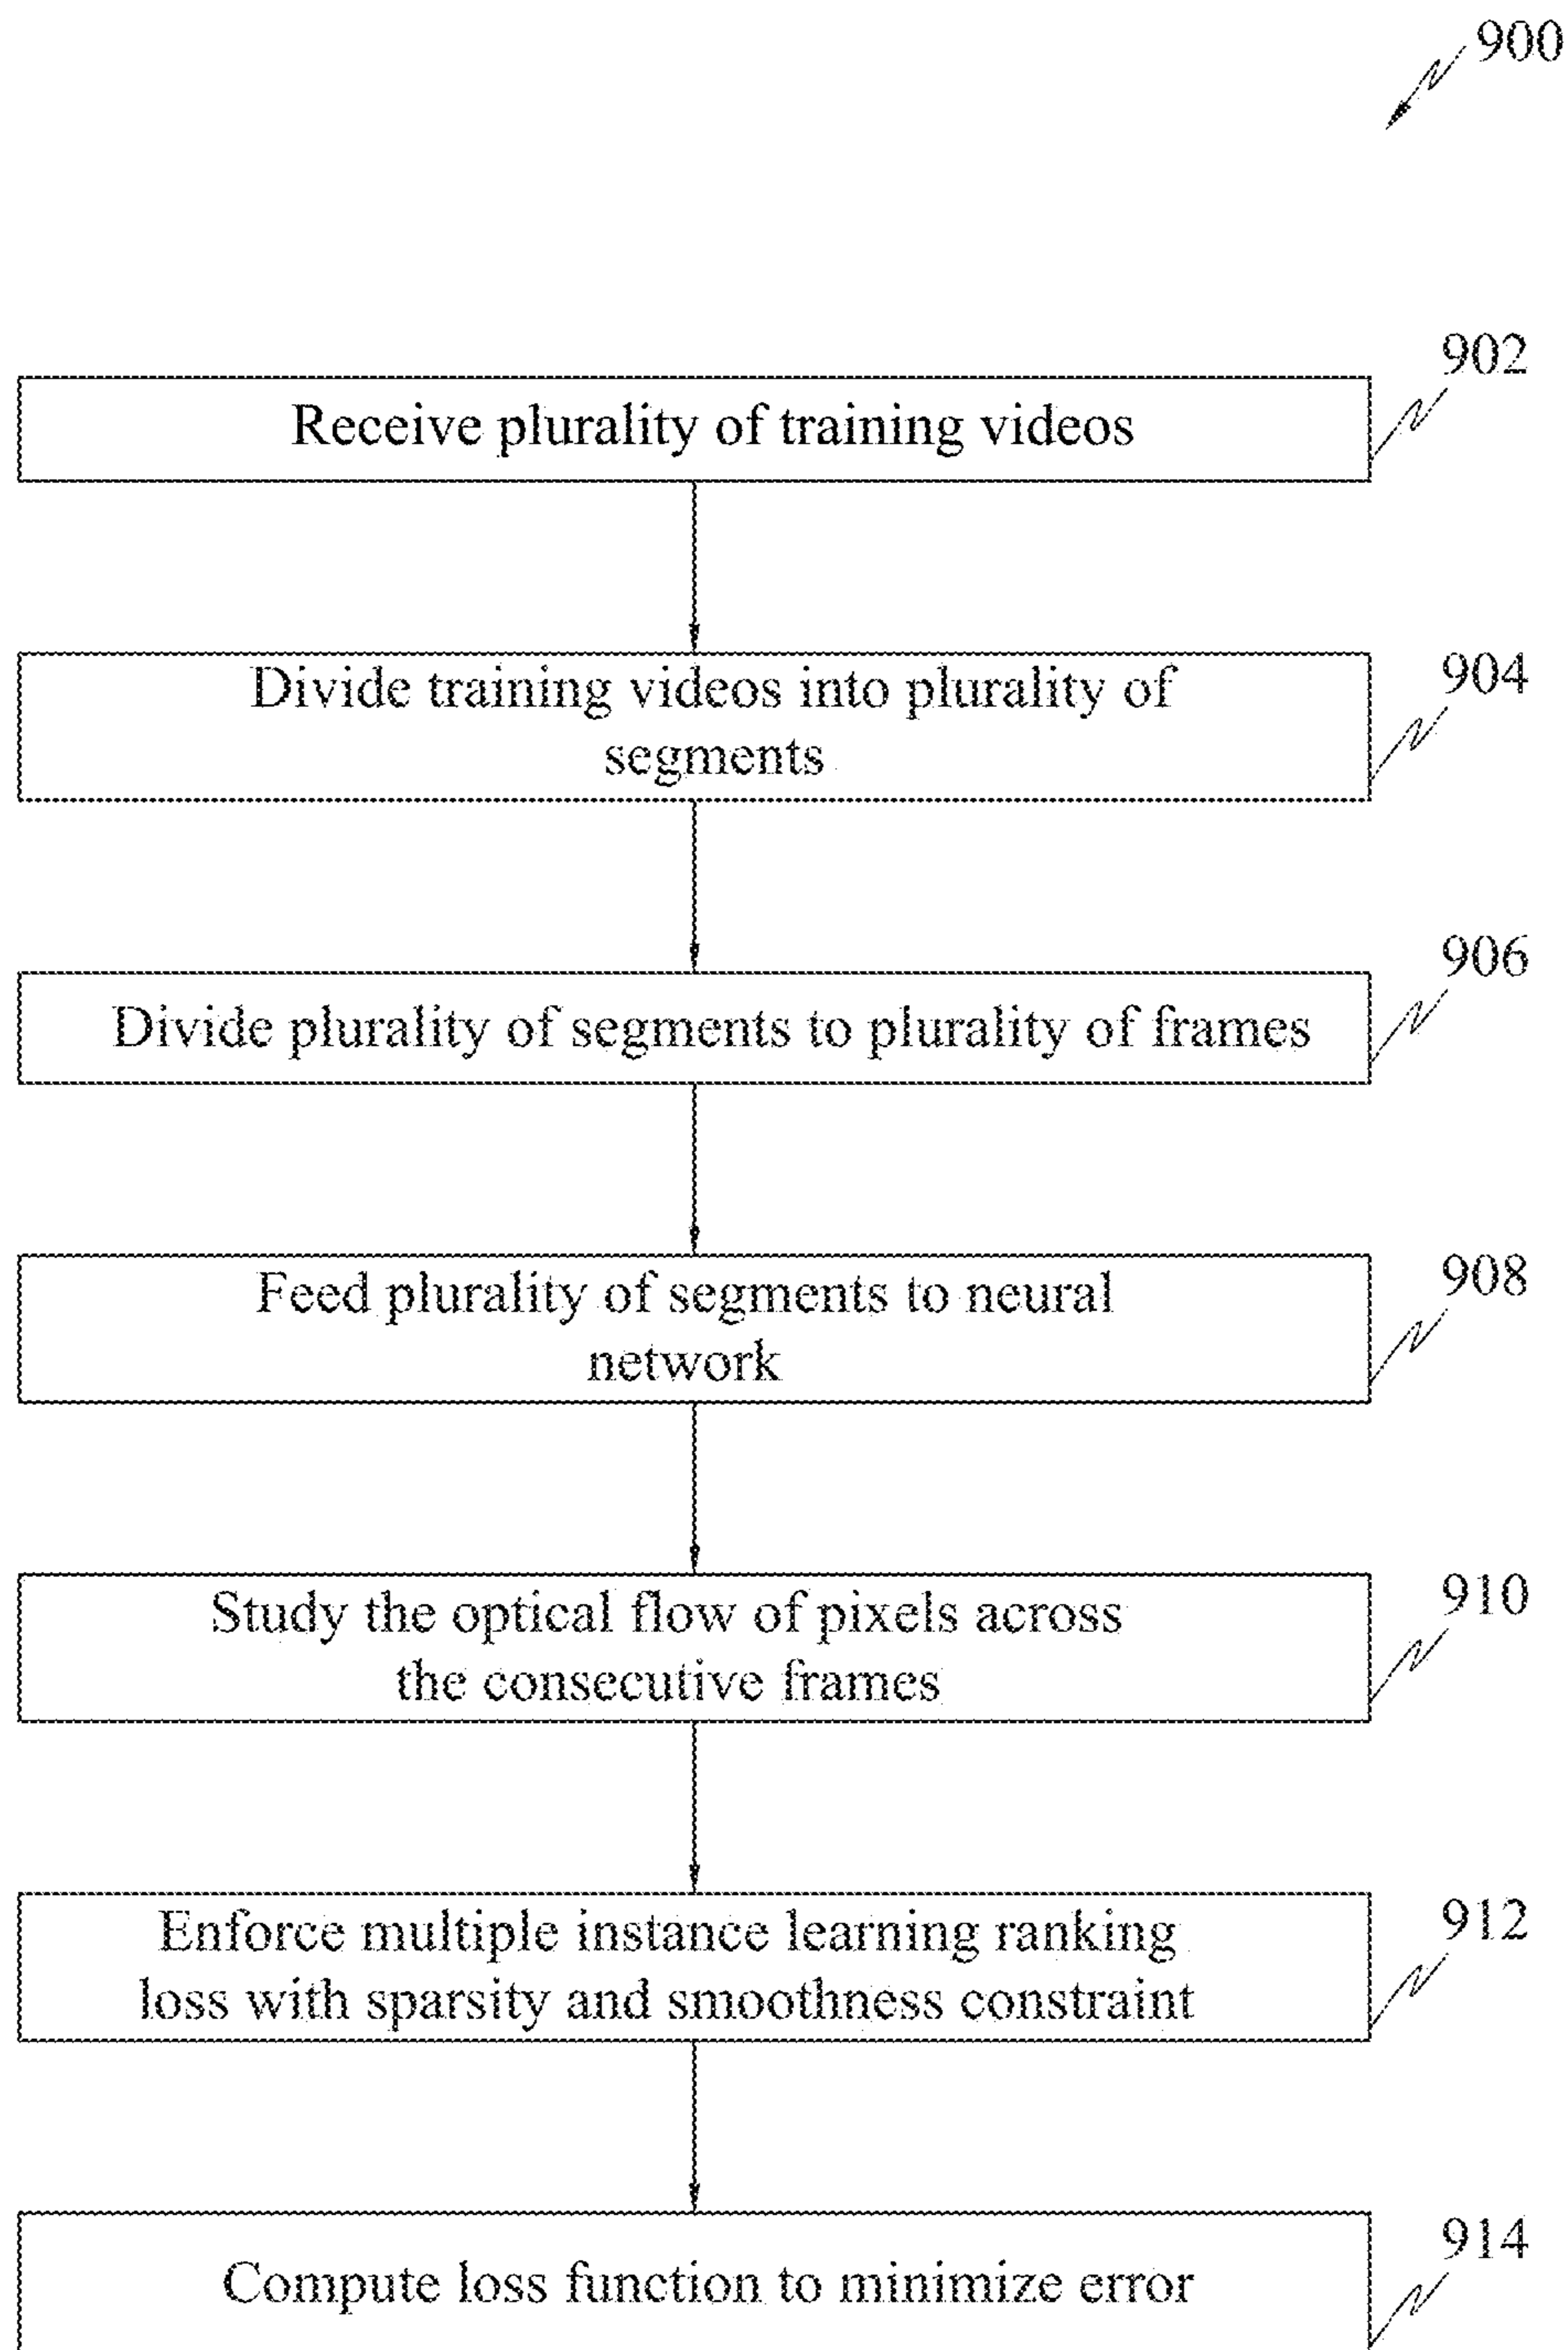 900
902
Receive plurality of training videos
904
Divide training videos into plurality of
segments
906
Divide plurality of segments to plurality of frames
908
Feed plurality of segments to neural
network
910
Study the optical flow of pixels across
the consecutive frames
912
Enforce multiple instance learning ranking
loss with sparsity and smoothness constraint
914
Compute loss function to minimize error